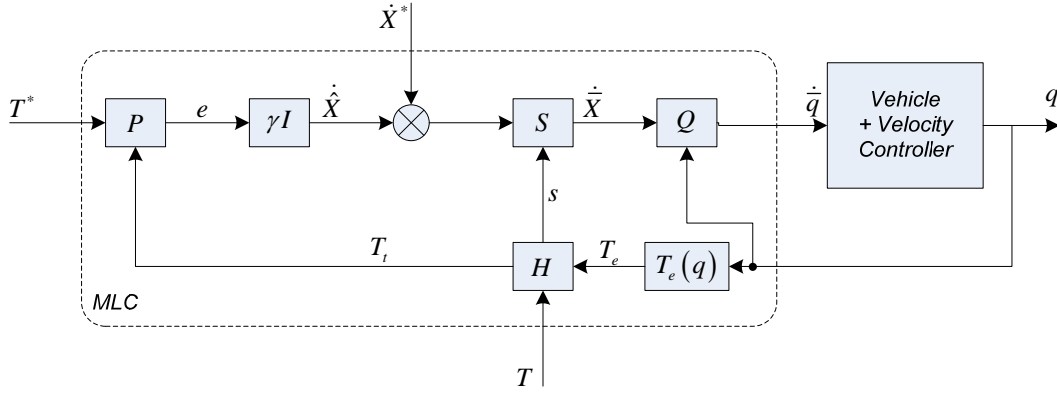 Ẋ*
T*
P
e
γI
Ẋ̂
S
Ẋ̄
Q
q̄̇
Vehicle
+ Velocity
Controller
q
s
T_t
H
T_e
T_e(q)
MLC
T